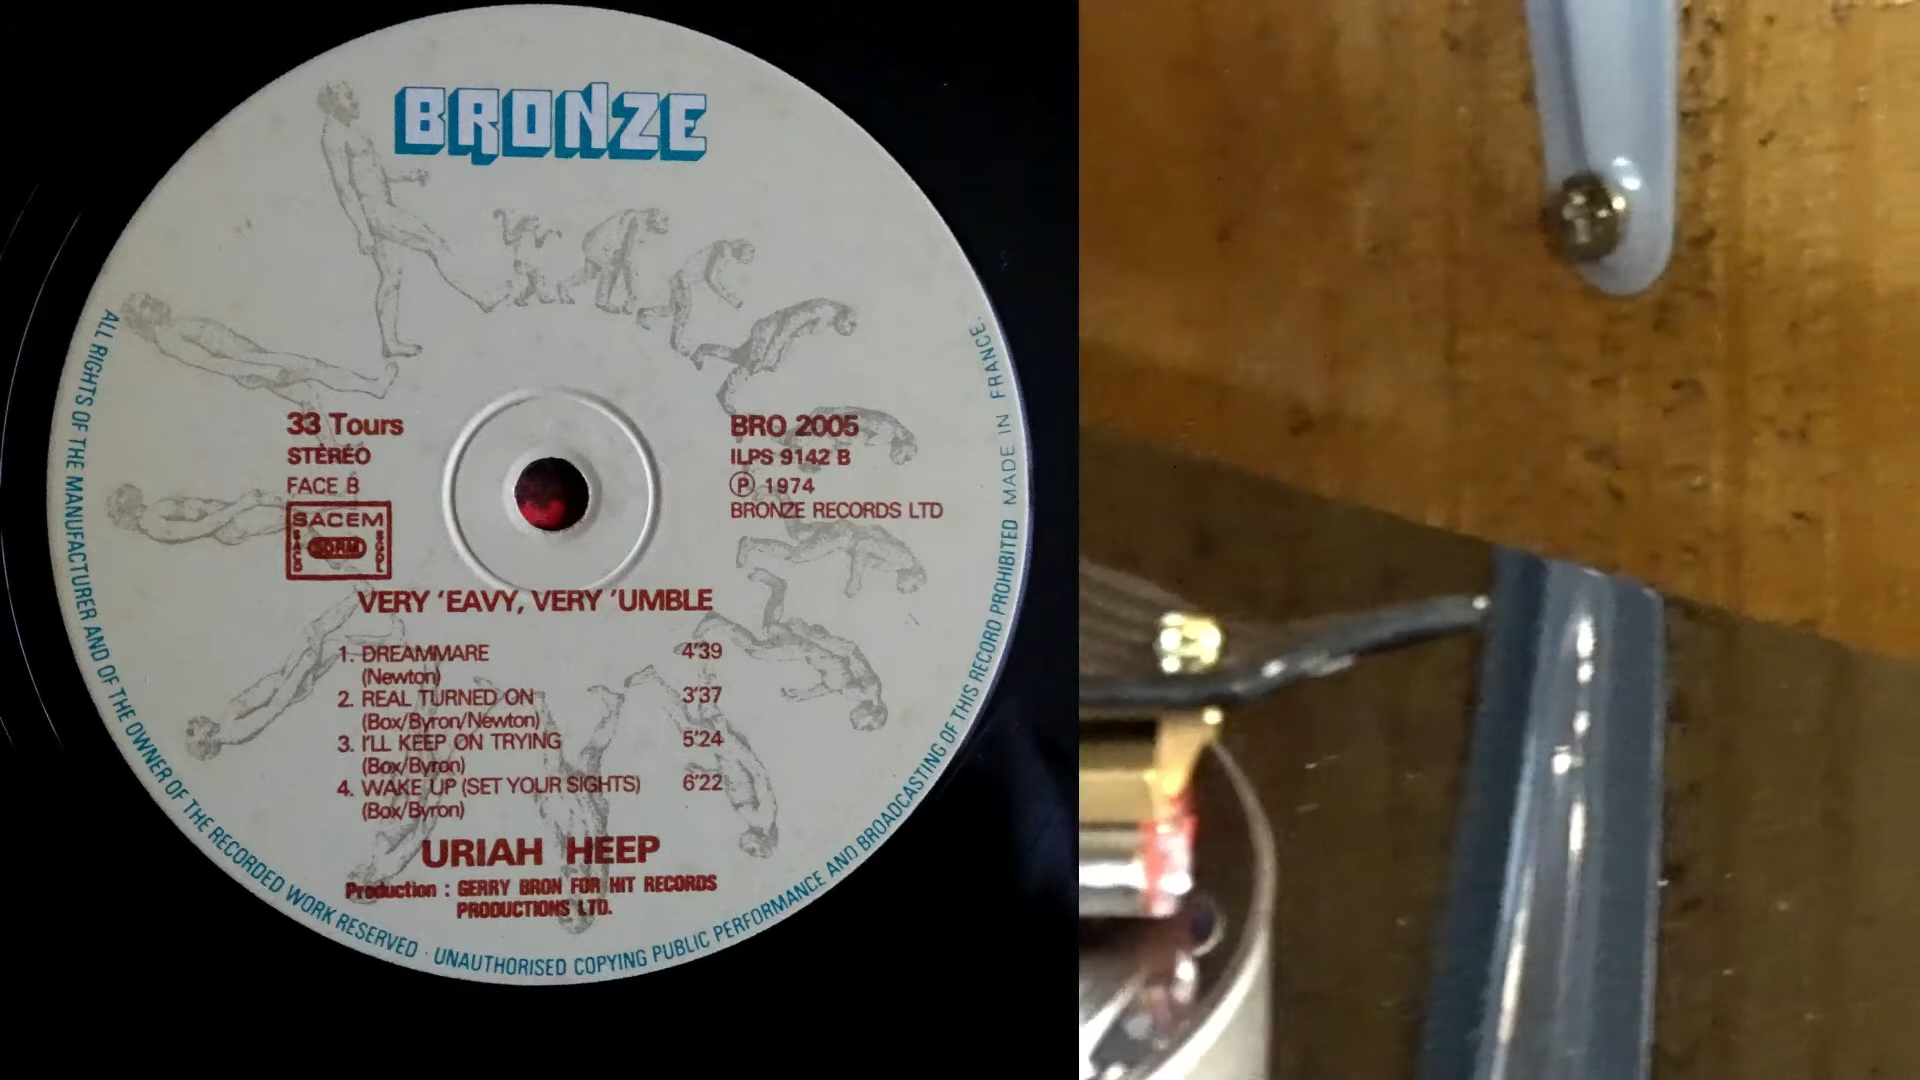 BRONZE
33 Tours
STÉRÉO
FACE B
SACEM
BRO 2005
ILPS 9142 B
Ⓟ 1974
BRONZE RECORDS LTD
VERY 'EAVY, VERY 'UMBLE
1. DREAMMARE 4'39
(Newton)
2. REAL TURNED ON 3'37
(Box/Byron/Newton)
3. I'LL KEEP ON TRYING 5'24
(Box/Byron)
4. WAKE UP (SET YOUR SIGHTS) 6'22
(Box/Byron)
URIAH HEEP
Production : GERRY BRON FOR HIT RECORDS
PRODUCTIONS LTD.
ALL RIGHTS OF THE MANUFACTURER AND OF THE OWNER OF THE RECORDED WORK RESERVED · UNAUTHORISED COPYING PUBLIC PERFORMANCE AND BROADCASTING OF THIS RECORD PROHIBITED MADE IN FRANCE·